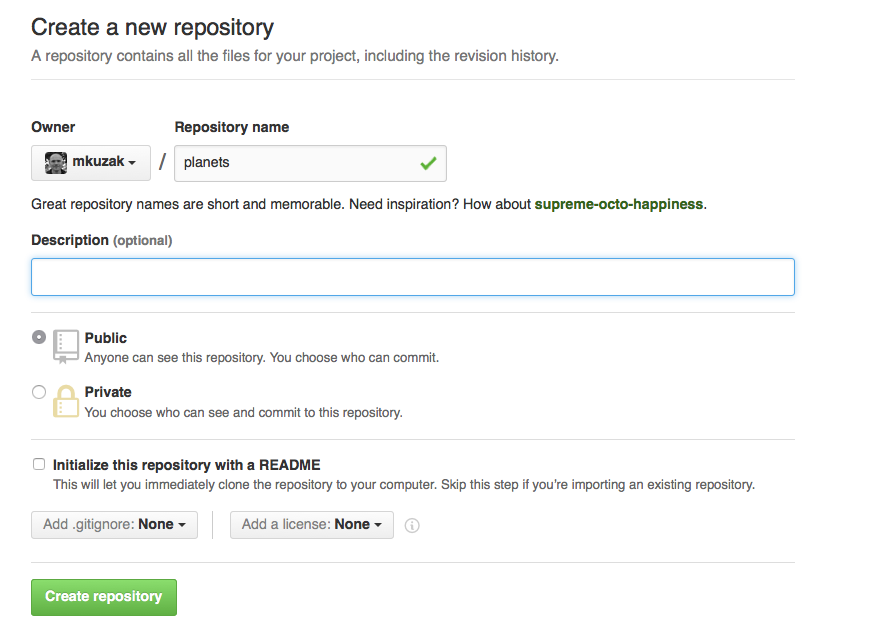 Create a new repository
A repository contains all the files for your project, including the revision history.
Owner
Repository name
mkuzak / planets
Great repository names are short and memorable. Need inspiration? How about supreme-octo-happiness.
Description (optional)
Public
Anyone can see this repository. You choose who can commit.
Private
You choose who can see and commit to this repository.
Initialize this repository with a README
This will let you immediately clone the repository to your computer. Skip this step if you're importing an existing repository.
Add .gitignore: None
Add a license: None
Create repository